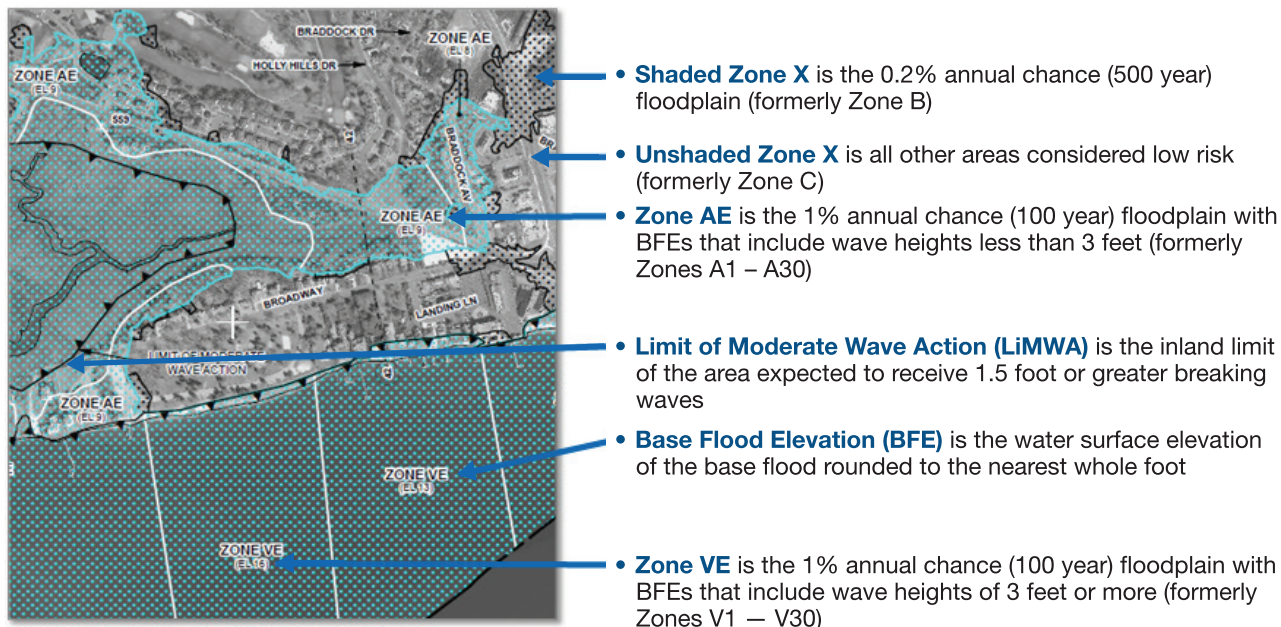 BRADDOCK DR
ZONE AE
(EL 8)
HOLLY HILLS DR
ZONE AE
(EL 9)
559
42
BRADDOCK AV
ZONE AE
(EL 9)
BROADWAY
LANDING LN
LIMIT OF MODERATE
WAVE ACTION
42
ZONE AE
(EL 9)
ZONE VE
(EL 13)
ZONE VE
• Shaded Zone X is the 0.2% annual chance (500 year)
floodplain (formerly Zone B)
• Unshaded Zone X is all other areas considered low risk
(formerly Zone C)
• Zone AE is the 1% annual chance (100 year) floodplain with
BFEs that include wave heights less than 3 feet (formerly
Zones A1 – A30)
• Limit of Moderate Wave Action (LiMWA) is the inland limit
of the area expected to receive 1.5 foot or greater breaking
waves
• Base Flood Elevation (BFE) is the water surface elevation
of the base flood rounded to the nearest whole foot
• Zone VE is the 1% annual chance (100 year) floodplain with
BFEs that include wave heights of 3 feet or more (formerly
Zones V1 — V30)